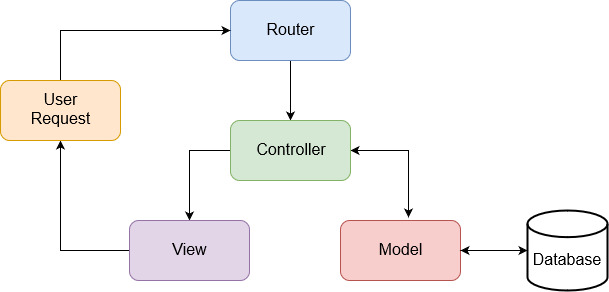 Router
User
Request
Controller
View
Model
Database